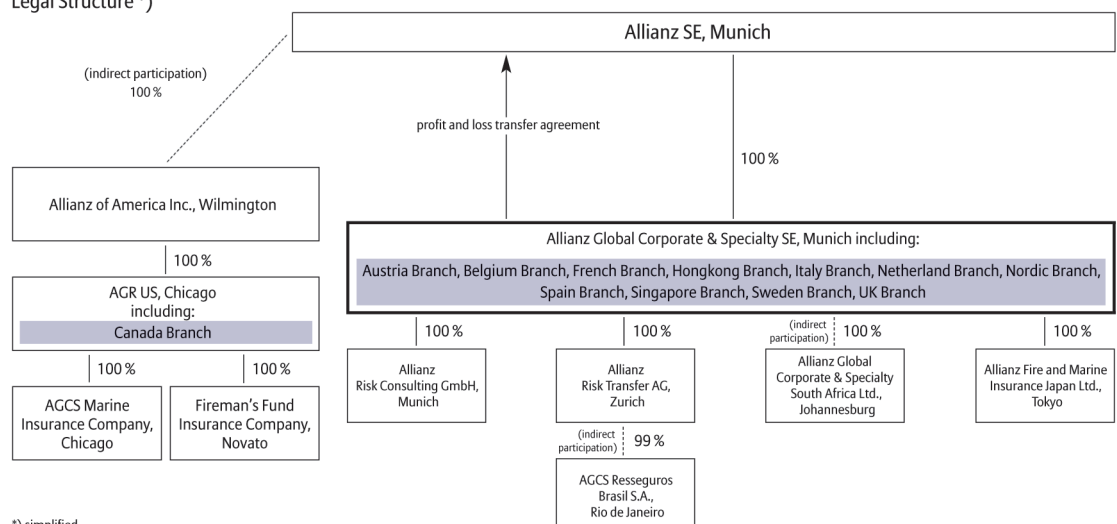 Legal Structure *)
Allianz SE, Munich
(indirect participation)
100 %
profit and loss transfer agreement
100 %
Allianz of America Inc., Wilmington
Allianz Global Corporate & Specialty SE, Munich including:
Austria Branch, Belgium Branch, French Branch, Hongkong Branch, Italy Branch, Netherland Branch, Nordic Branch,
Spain Branch, Singapore Branch, Sweden Branch, UK Branch
100 %
AGR US, Chicago
including:
Canada Branch
100 %
100 %
AGCS Marine
Insurance Company,
Chicago
Fireman's Fund
Insurance Company,
Novato
100 %
Allianz
Risk Consulting GmbH,
Munich
100 %
Allianz
Risk Transfer AG,
Zurich
(indirect
participation)
100 %
Allianz Global
Corporate & Specialty
South Africa Ltd.,
Johannesburg
100 %
Allianz Fire and Marine
Insurance Japan Ltd.,
Tokyo
(indirect
participation)
99 %
AGCS Resseguros
Brasil S.A.,
Rio de Janeiro
*) simplified